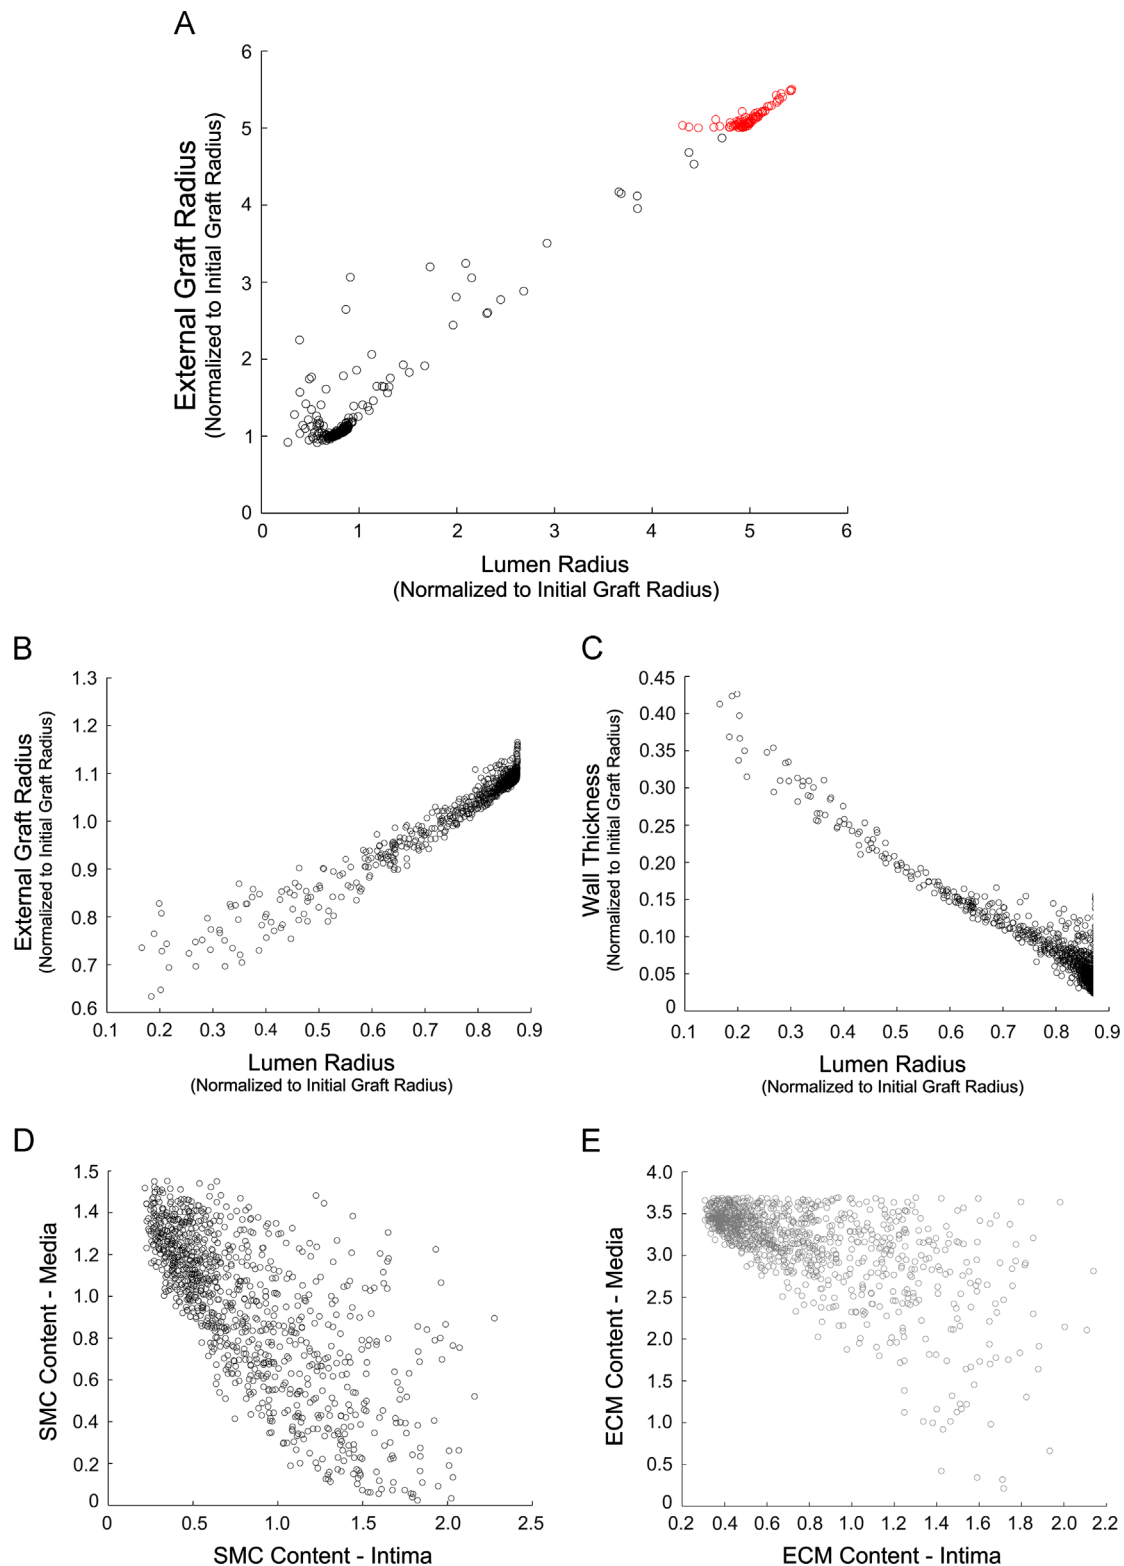 A
External Graft Radius
(Normalized to Initial Graft Radius)
6
5
4
3
2
1
0
0 1 2 3 4 5 6
Lumen Radius
(Normalized to Initial Graft Radius)
B
External Graft Radius
(Normalized to Initial Graft Radius)
1.3
1.2
1.1
1.0
0.9
0.8
0.7
0.6
0.1 0.2 0.3 0.4 0.5 0.6 0.7 0.8 0.9
Lumen Radius
(Normalized to Initial Graft Radius)
C
Wall Thickness
(Normalized to Initial Graft Radius)
0.45
0.40
0.35
0.30
0.25
0.20
0.15
0.10
0.05
0
0.1 0.2 0.3 0.4 0.5 0.6 0.7 0.8 0.9
Lumen Radius
(Normalized to Initial Graft Radius)
D
SMC Content - Media
1.5
1.4
1.2
1.0
0.8
0.6
0.4
0.2
0
0 0.5 1.0 1.5 2.0 2.5
SMC Content - Intima
E
ECM Content - Media
4.0
3.5
3.0
2.5
2.0
1.5
1.0
0.5
0
0.2 0.4 0.6 0.8 1.0 1.2 1.4 1.6 1.8 2.0 2.2
ECM Content - Intima